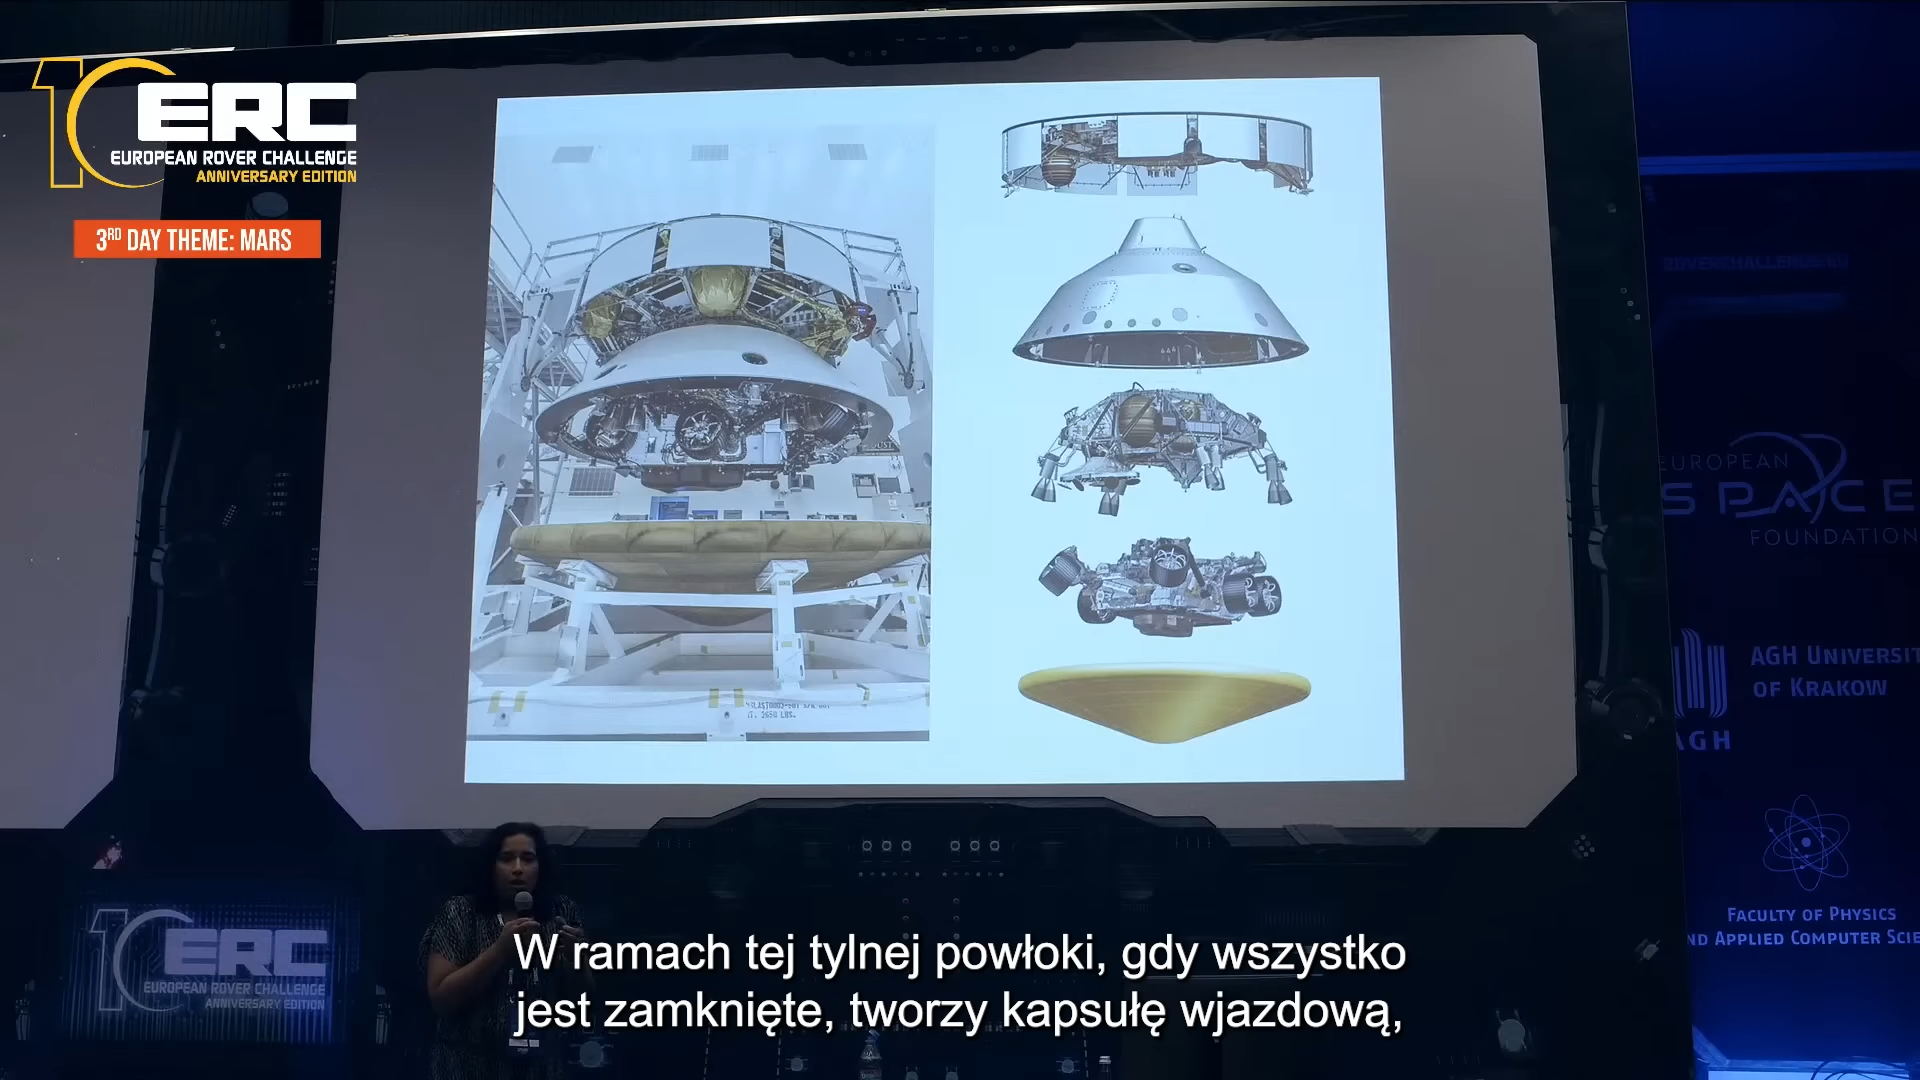 10 ERC
EUROPEAN ROVER CHALLENGE
ANNIVERSARY EDITION
3RD DAY THEME: MARS
EUROPEAN
SPACE
FOUNDATION
AGH UNIVERSIT
OF KRAKOW
AGH
FACULTY OF PHYSICS
ND APPLIED COMPUTER SCIE
10 ERC
EUROPEAN ROVER CHALLENGE
ANNIVERSARY EDITION
W ramach tej tylnej powłoki, gdy wszystko
jest zamknięte, tworzy kapsułę wjazdową,